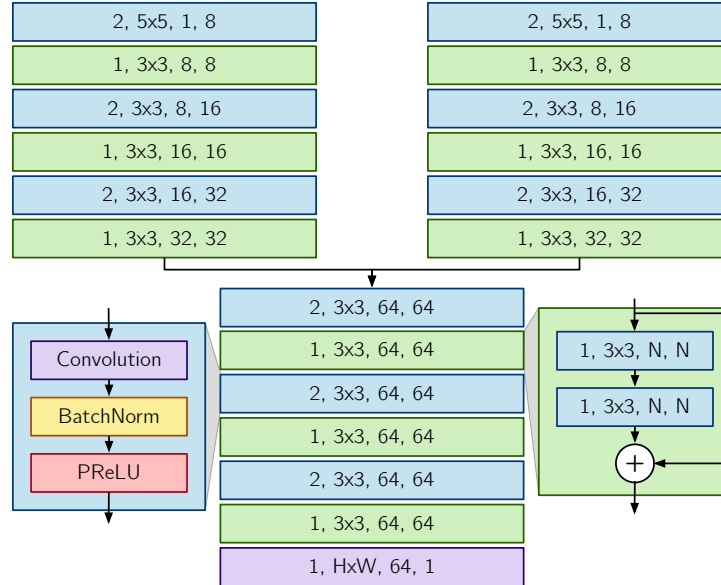 2, 5x5, 1, 8
1, 3x3, 8, 8
2, 3x3, 8, 16
1, 3x3, 16, 16
2, 3x3, 16, 32
1, 3x3, 32, 32
2, 5x5, 1, 8
1, 3x3, 8, 8
2, 3x3, 8, 16
1, 3x3, 16, 16
2, 3x3, 16, 32
1, 3x3, 32, 32
2, 3x3, 64, 64
1, 3x3, 64, 64
2, 3x3, 64, 64
1, 3x3, 64, 64
2, 3x3, 64, 64
1, 3x3, 64, 64
1, HxW, 64, 1
Convolution
BatchNorm
PReLU
1, 3x3, N, N
1, 3x3, N, N
+